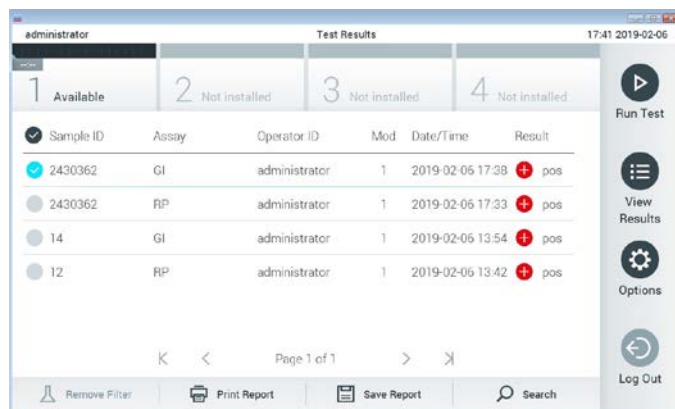 administrator Test Results 17:41 2019-02-06
1 Available 2 Not installed 3 Not installed 4 Not installed
Run Test
Sample ID Assay Operator ID Mod Date/Time Result
2430362 GI administrator 1 2019-02-06 17:38 pos
2430362 RP administrator 1 2019-02-06 17:33 pos
View
Results
14 GI administrator 1 2019-02-06 13:54 pos
12 RP administrator 1 2019-02-06 13:42 pos
Options
Page 1 of 1
Log Out
Remove Filter Print Report Save Report Search